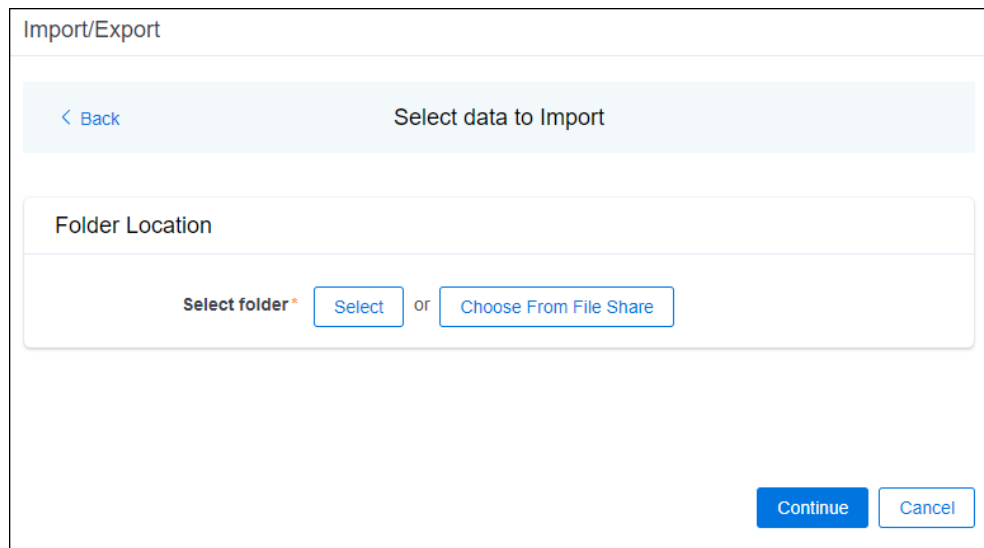 Import/Export
< Back Select data to Import
Folder Location
Select folder* Select or Choose From File Share
Continue Cancel